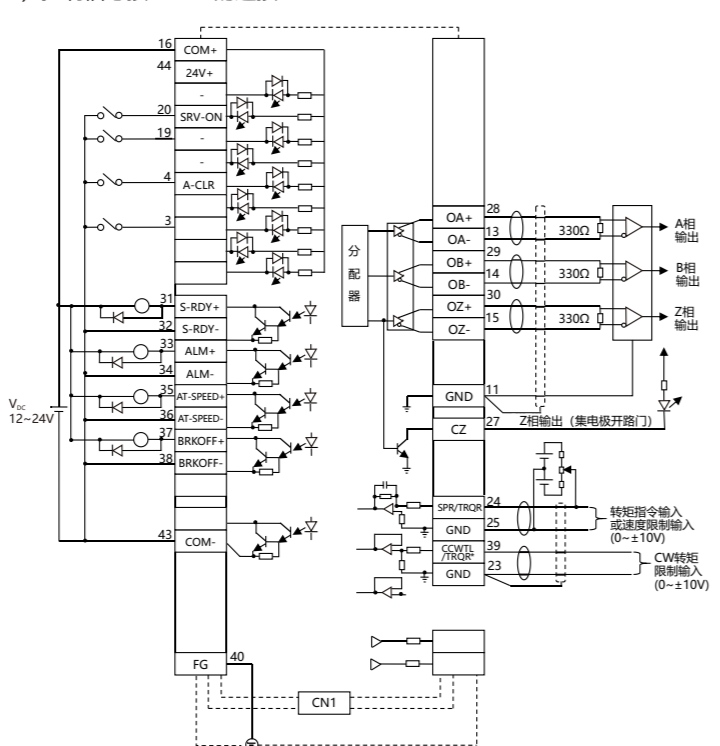 16
COM+
44
24V+
-
20
SRV-ON
19
-
-
4
A-CLR
3
31
S-RDY+
32
S-RDY-
33
ALM+
34
ALM-
35
AT-SPEED+
36
AT-SPEED-
37
BRKOFF+
38
BRKOFF-
43
COM-
V_DC
12~24V
FG
40
CN1
分配器
OA+
28
OA-
13
OB+
29
OB-
14
OZ+
30
OZ-
15
GND
11
CZ
27
330Ω
330Ω
330Ω
A相
输出
B相
输出
Z相
输出
Z相输出（集电极开路门）
SPR/TRQR
24
GND
25
CCWTL
/TRQR*
39
GND
23
转矩指令输入
或速度限制输入
(0~±10V)
CW转矩
限制输入
(0~±10V)